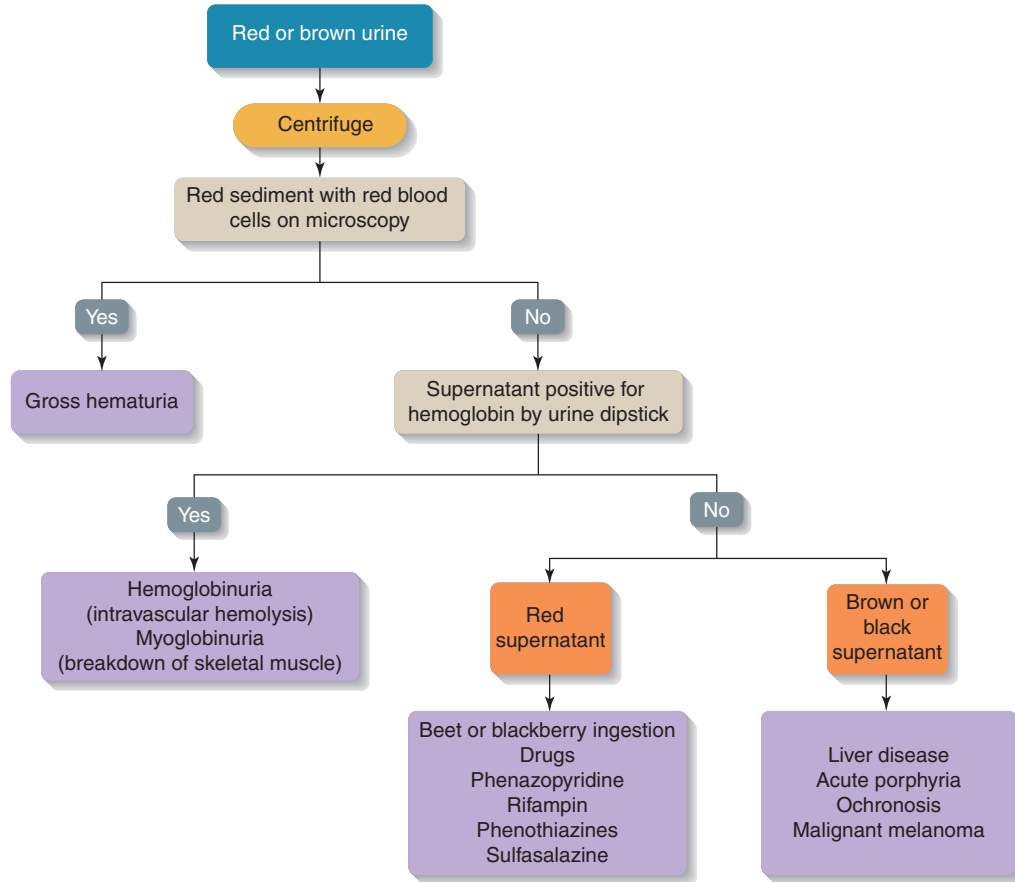 Red or brown urine
Centrifuge
Red sediment with red blood
cells on microscopy
Yes
No
Gross hematuria
Supernatant positive for
hemoglobin by urine dipstick
Yes
No
Hemoglobinuria
(intravascular hemolysis)
Myoglobinuria
(breakdown of skeletal muscle)
Red
supernatant
Brown or
black
supernatant
Beet or blackberry ingestion
Drugs
Phenazopyridine
Rifampin
Phenothiazines
Sulfasalazine
Liver disease
Acute porphyria
Ochronosis
Malignant melanoma